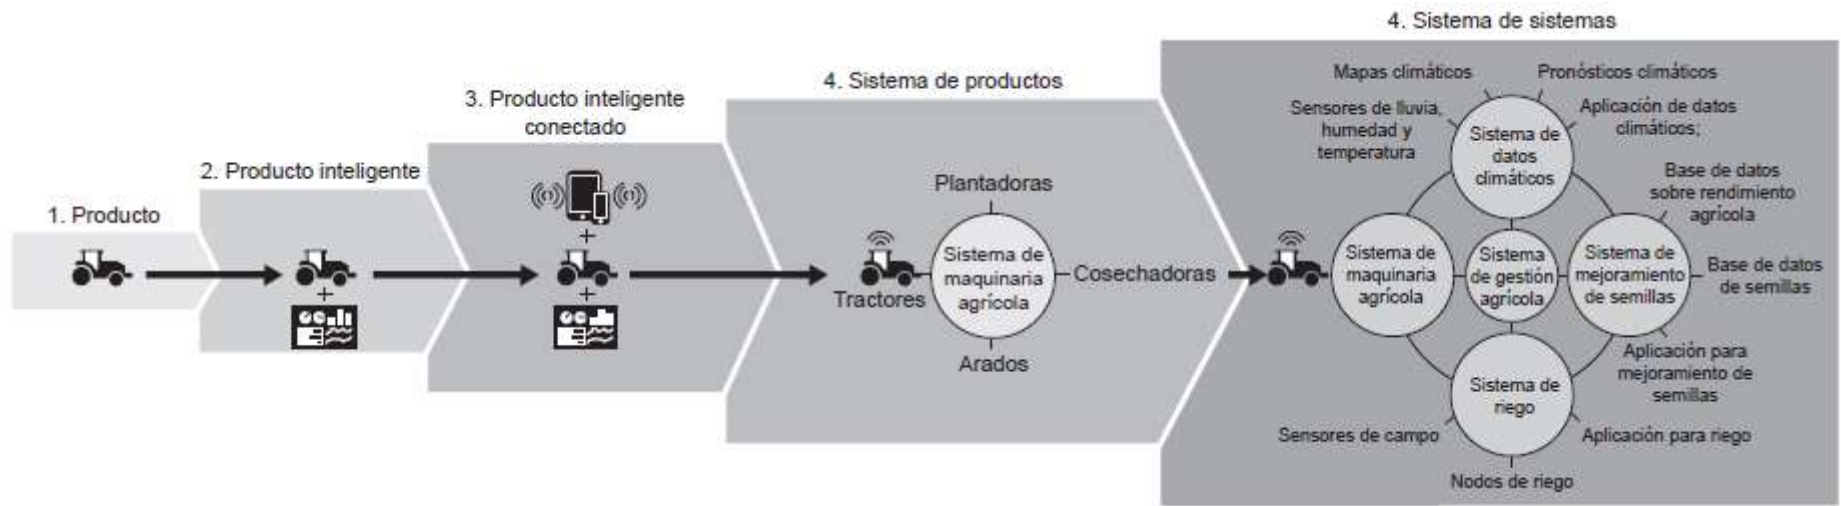 1. Producto
2. Producto inteligente
3. Producto inteligente
conectado
4. Sistema de productos
Plantadoras
Tractores
Sistema de
maquinaria
agrícola
Cosechadoras
Arados
4. Sistema de sistemas
Mapas climáticos
Pronósticos climáticos
Sensores de lluvia,
humedad y
temperatura
Aplicación de datos
climáticos;
Sistema de
datos
climáticos
Base de datos
sobre rendimiento
agrícola
Sistema de
maquinaria
agrícola
Sistema
de gestión
agrícola
Sistema de
mejoramiento
de semillas
Base de datos
de semillas
Aplicación para
mejoramiento de
semillas
Sistema de
riego
Sensores de campo
Aplicación para riego
Nodos de riego